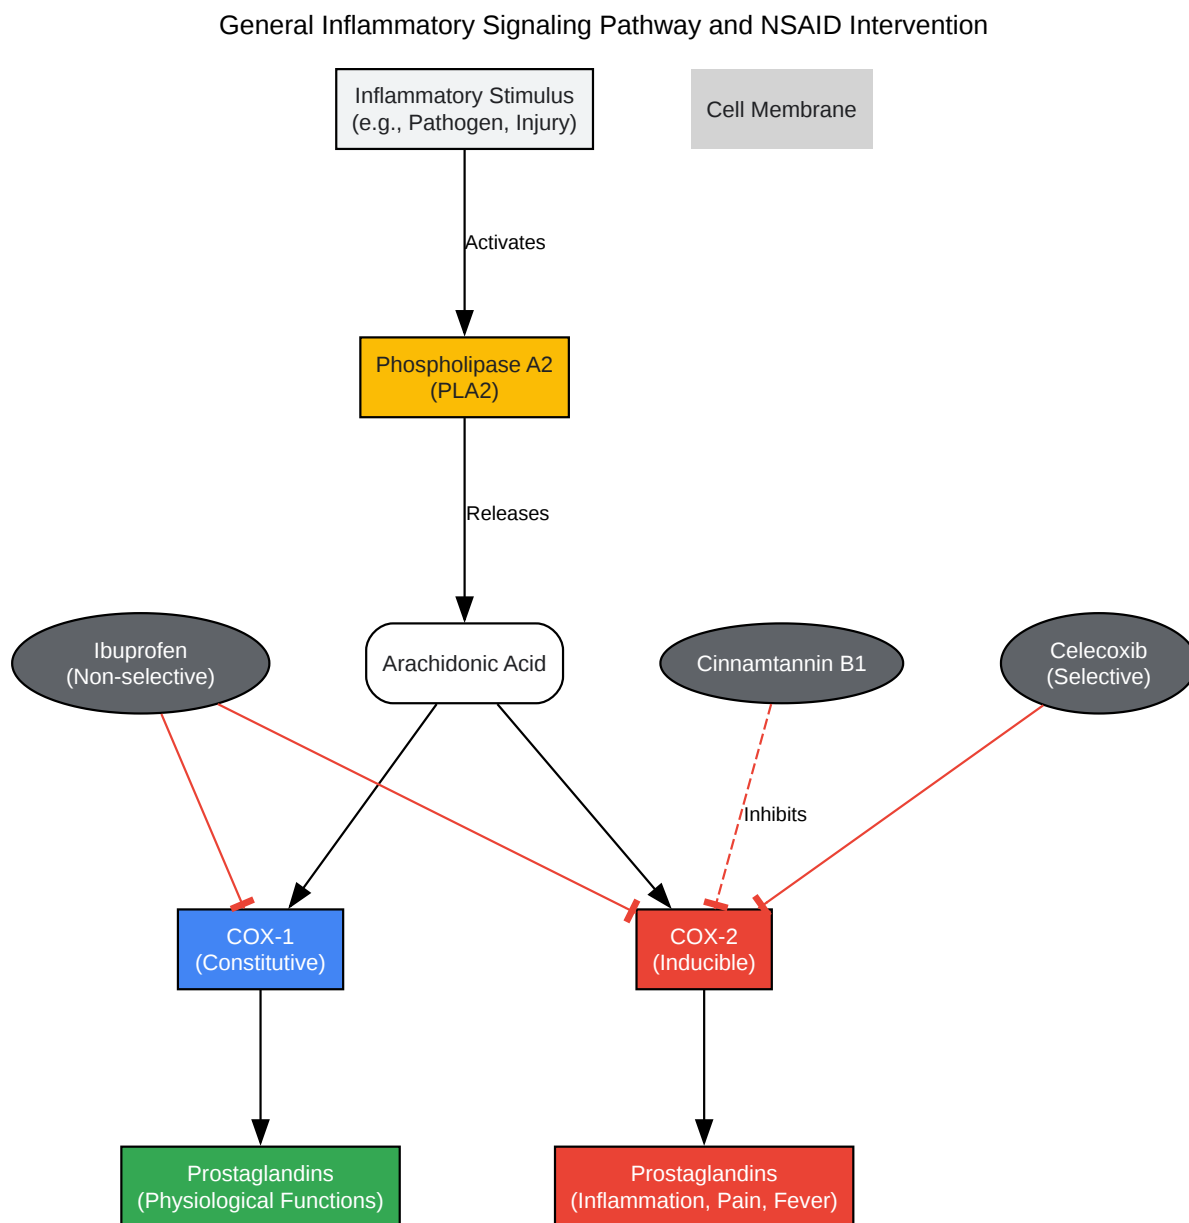 General Inflammatory Signaling Pathway and NSAID Intervention
Inflammatory Stimulus
(e.g., Pathogen, Injury)
Cell Membrane
Activates
Phospholipase A2
(PLA2)
Releases
Ibuprofen
(Non-selective)
Arachidonic Acid
Cinnamtannin B1
Celecoxib
(Selective)
Inhibits
COX-1
(Constitutive)
COX-2
(Inducible)
Prostaglandins
(Physiological Functions)
Prostaglandins
(Inflammation, Pain, Fever)